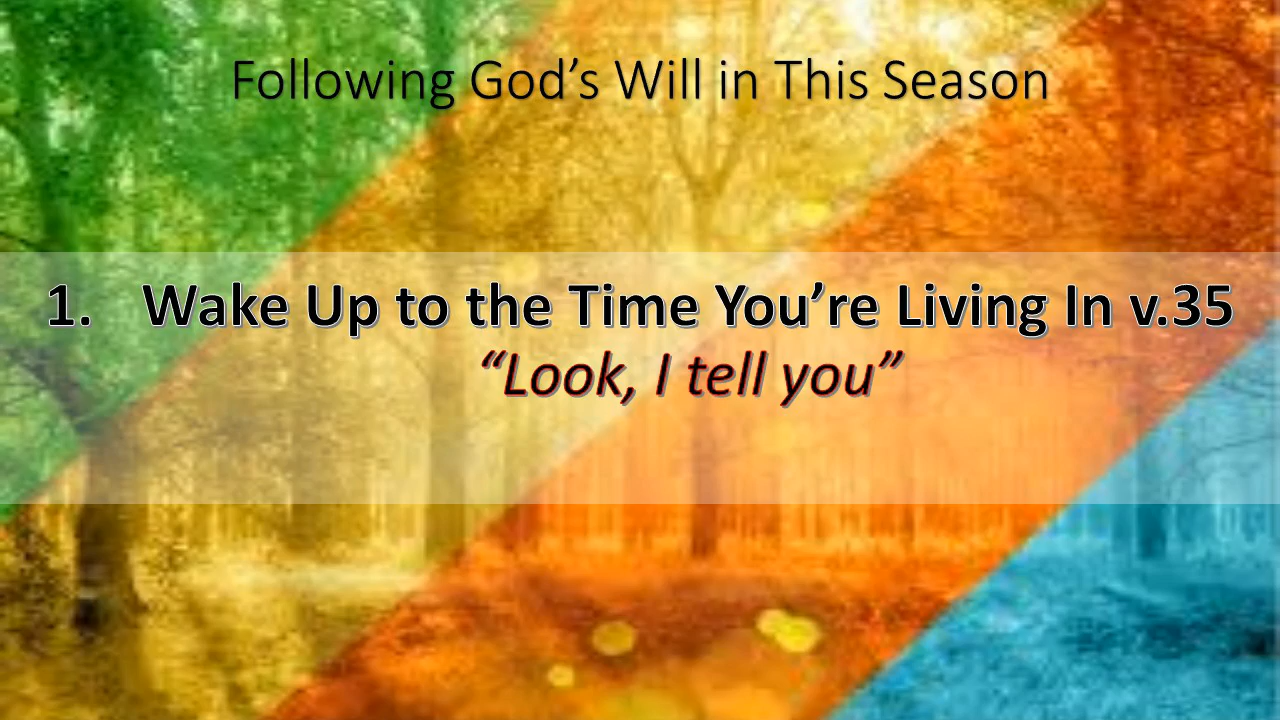 Following God’s Will in This Season
1. Wake Up to the Time You’re Living In v.35
“Look, I tell you”